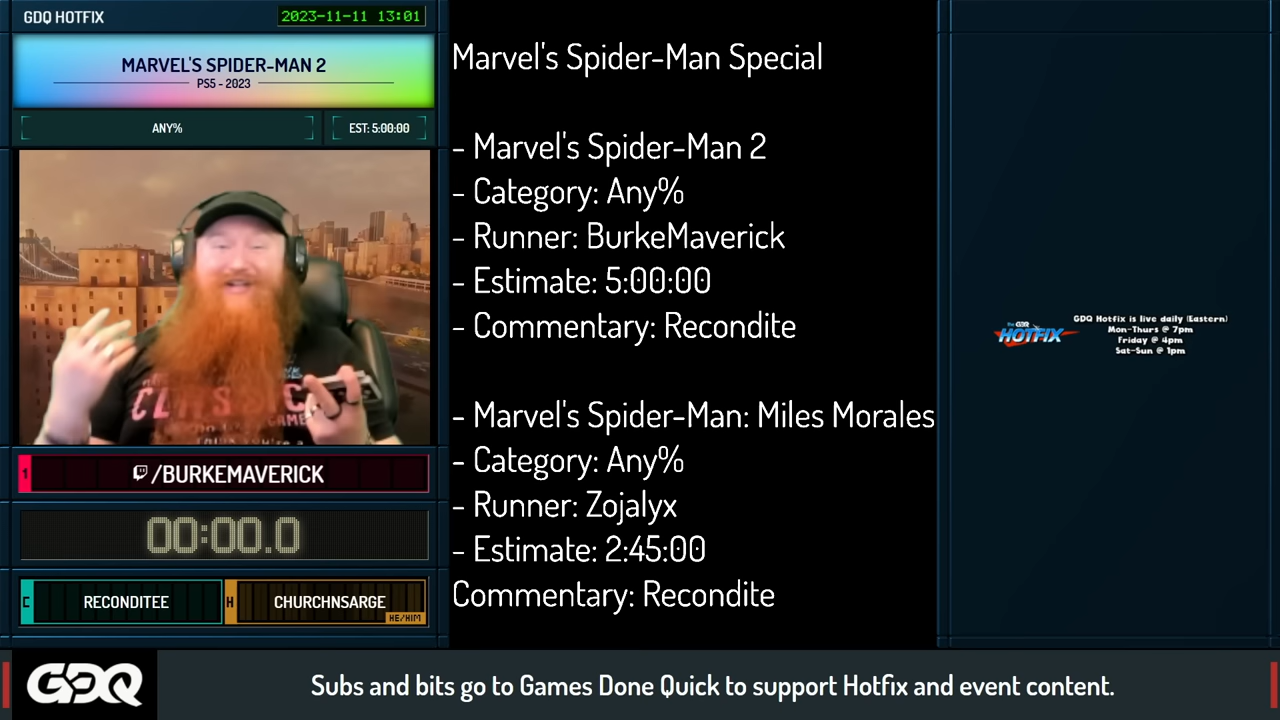 GDQ HOTFIX
2023-11-11 13:01
MARVEL'S SPIDER-MAN 2
PS5 - 2023
ANY%
EST: 5:00:00
1
/BURKEMAVERICK
00:00.0
C
RECONDITEE
H
CHURCHNSARGE
HE/HIM
Marvel's Spider-Man Special
- Marvel's Spider-Man 2
- Category: Any%
- Runner: BurkeMaverick
- Estimate: 5:00:00
- Commentary: Recondite
- Marvel's Spider-Man: Miles Morales
- Category: Any%
- Runner: Zojalyx
- Estimate: 2:45:00
Commentary: Recondite
GDQ
HOTFIX
GDQ Hotfix is live daily (Eastern)
Mon-Thurs @ 7pm
Friday @ 4pm
Sat-Sun @ 1pm
GDQ
Subs and bits go to Games Done Quick to support Hotfix and event content.